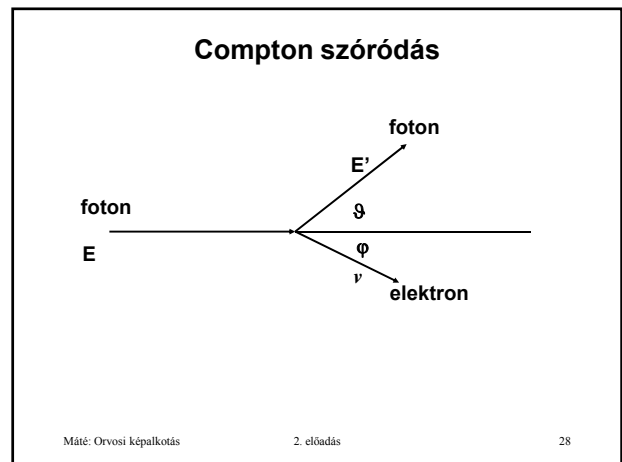 Compton szóródás
foton
E’
foton
ϑ
E
φ
v
elektron
Máté: Orvosi képalkotás 2. előadás 28